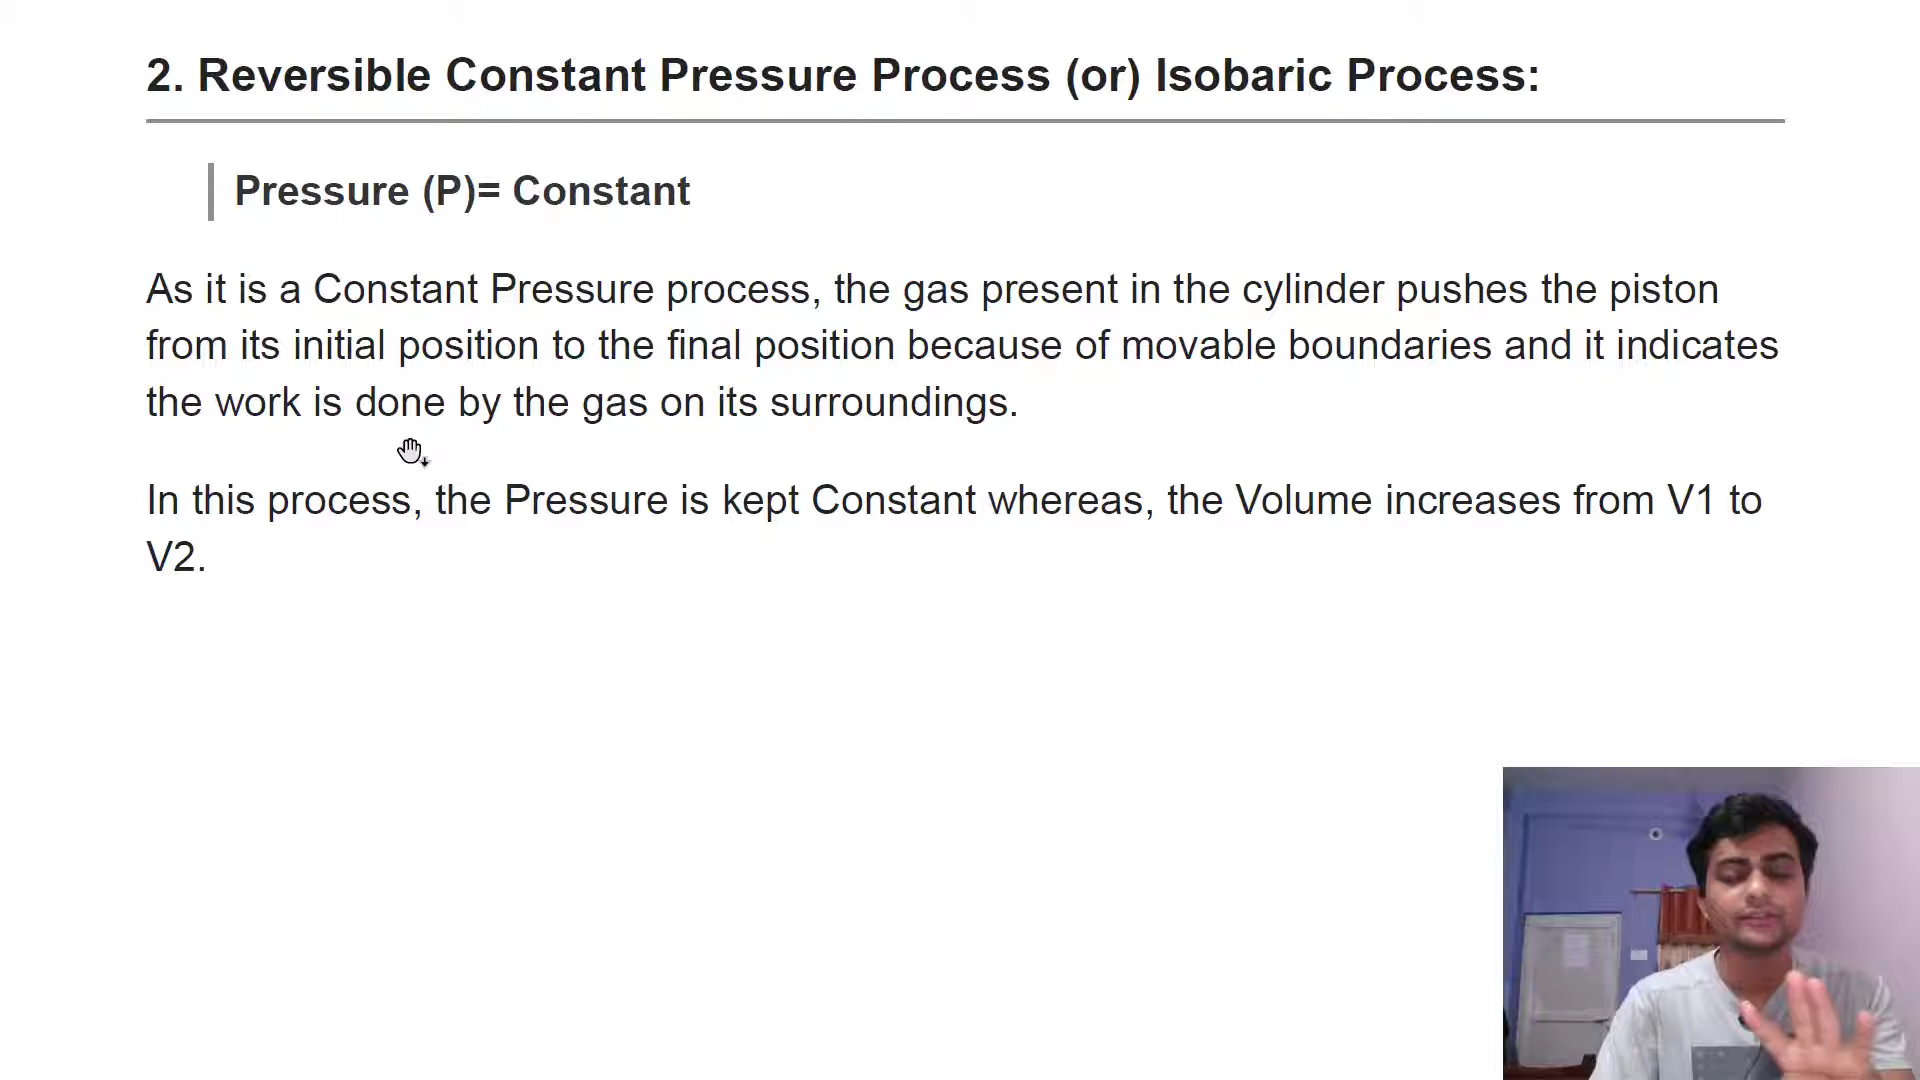 2. Reversible Constant Pressure Process (or) Isobaric Process:
Pressure (P)= Constant
As it is a Constant Pressure process, the gas present in the cylinder pushes the piston
from its initial position to the final position because of movable boundaries and it indicates
the work is done by the gas on its surroundings.
In this process, the Pressure is kept Constant whereas, the Volume increases from V1 to
V2.